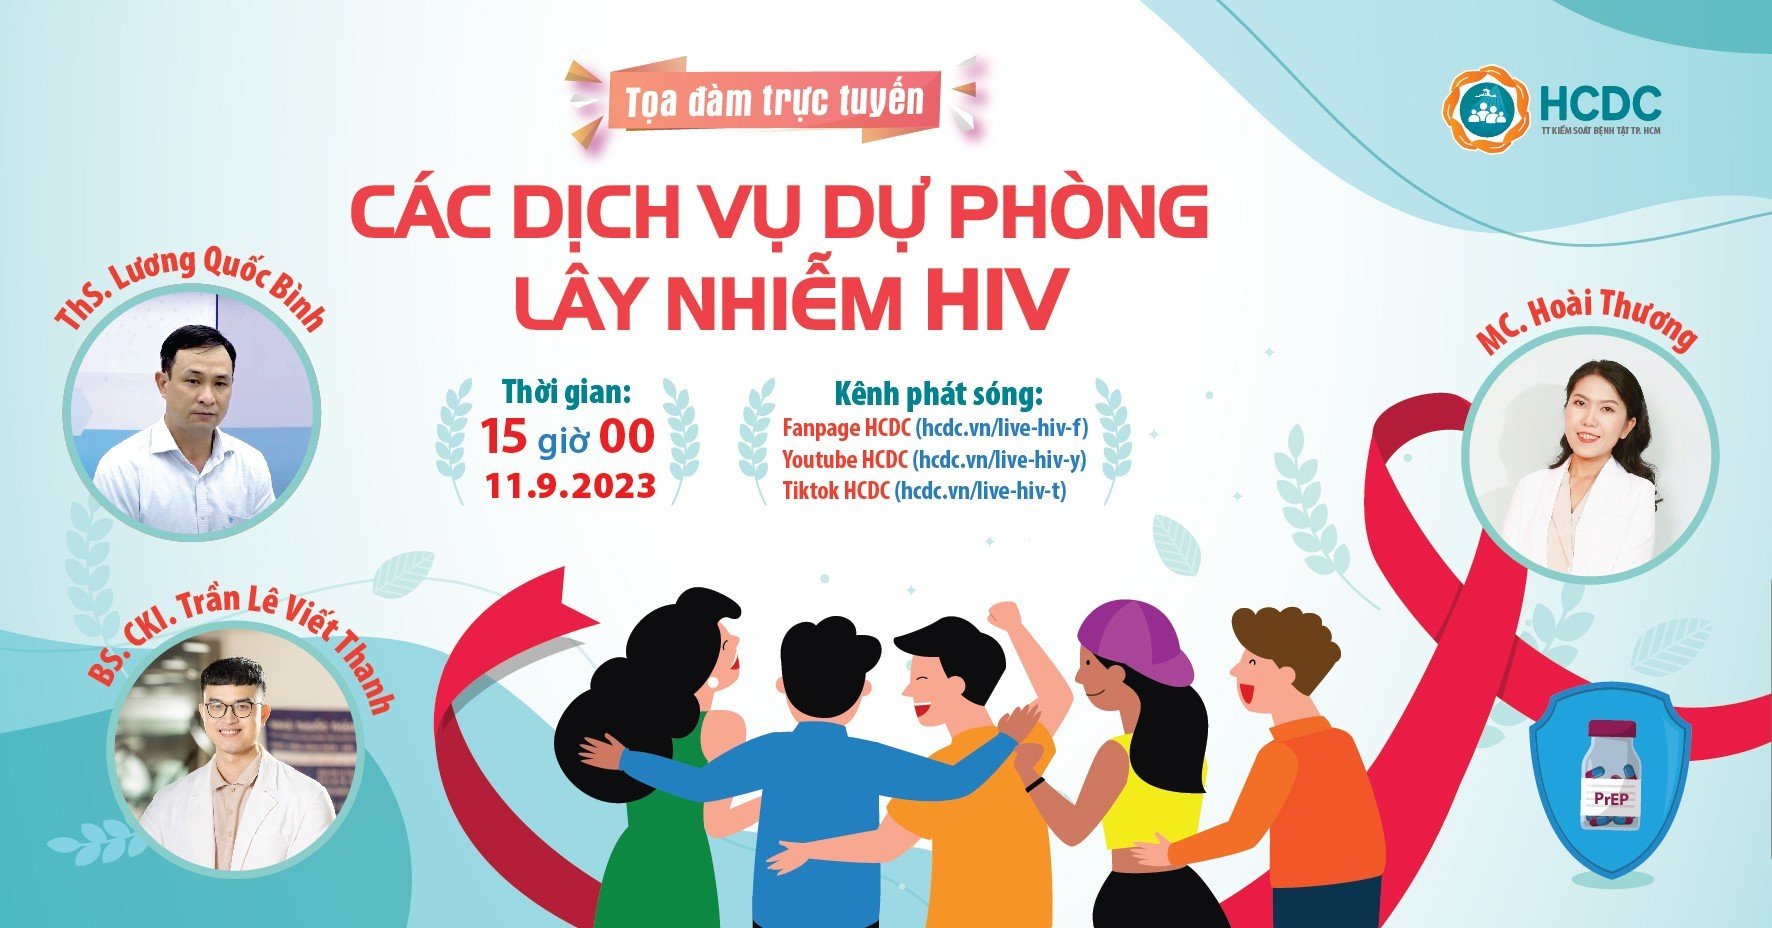 Tọa đàm trực tuyến
HCDC
TT KIỂM SOÁT BỆNH TẬT TP. HCM
CÁC DỊCH VỤ DỰ PHÒNG
LÂY NHIỄM HIV
ThS. Lương Quốc Bình
MC. Hoài Thương
Thời gian:
15 giờ 00
11.9.2023
Kênh phát sóng:
Fanpage HCDC (hcdc.vn/live-hiv-f)
Youtube HCDC (hcdc.vn/live-hiv-y)
Tiktok HCDC (hcdc.vn/live-hiv-t)
BS. CKI. Trần Lê Viết Thanh
PrEP